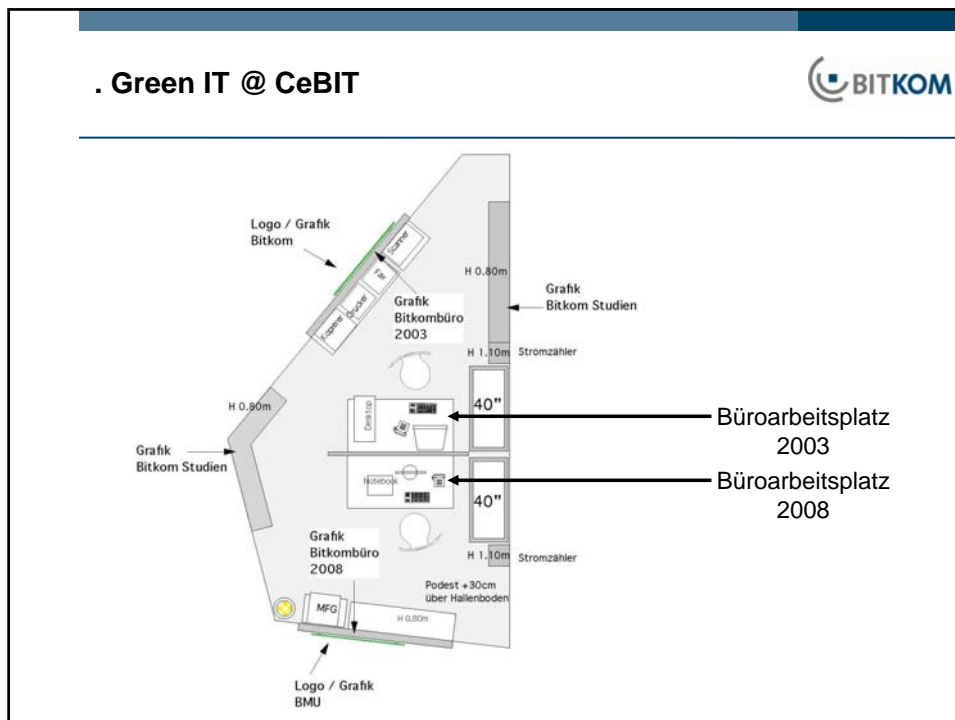 . Green IT @ CeBIT
BITKOM
Logo / Grafik
Bitkom
Scanner
Fax
Drucker
Kopierer
H 0.80m
Grafik
Bitkom Studien
Grafik
Bitkombüro
2003
H 1.10m
Stromzähler
H 0.80m
Desktop
40"
Büroarbeitsplatz
2003
Grafik
Bitkom Studien
Notebook
40"
Büroarbeitsplatz
2008
Grafik
Bitkombüro
2008
H 1.10m
Stromzähler
Podest +30cm
über Hallenboden
MFG
H 0.80m
Logo / Grafik
BMU